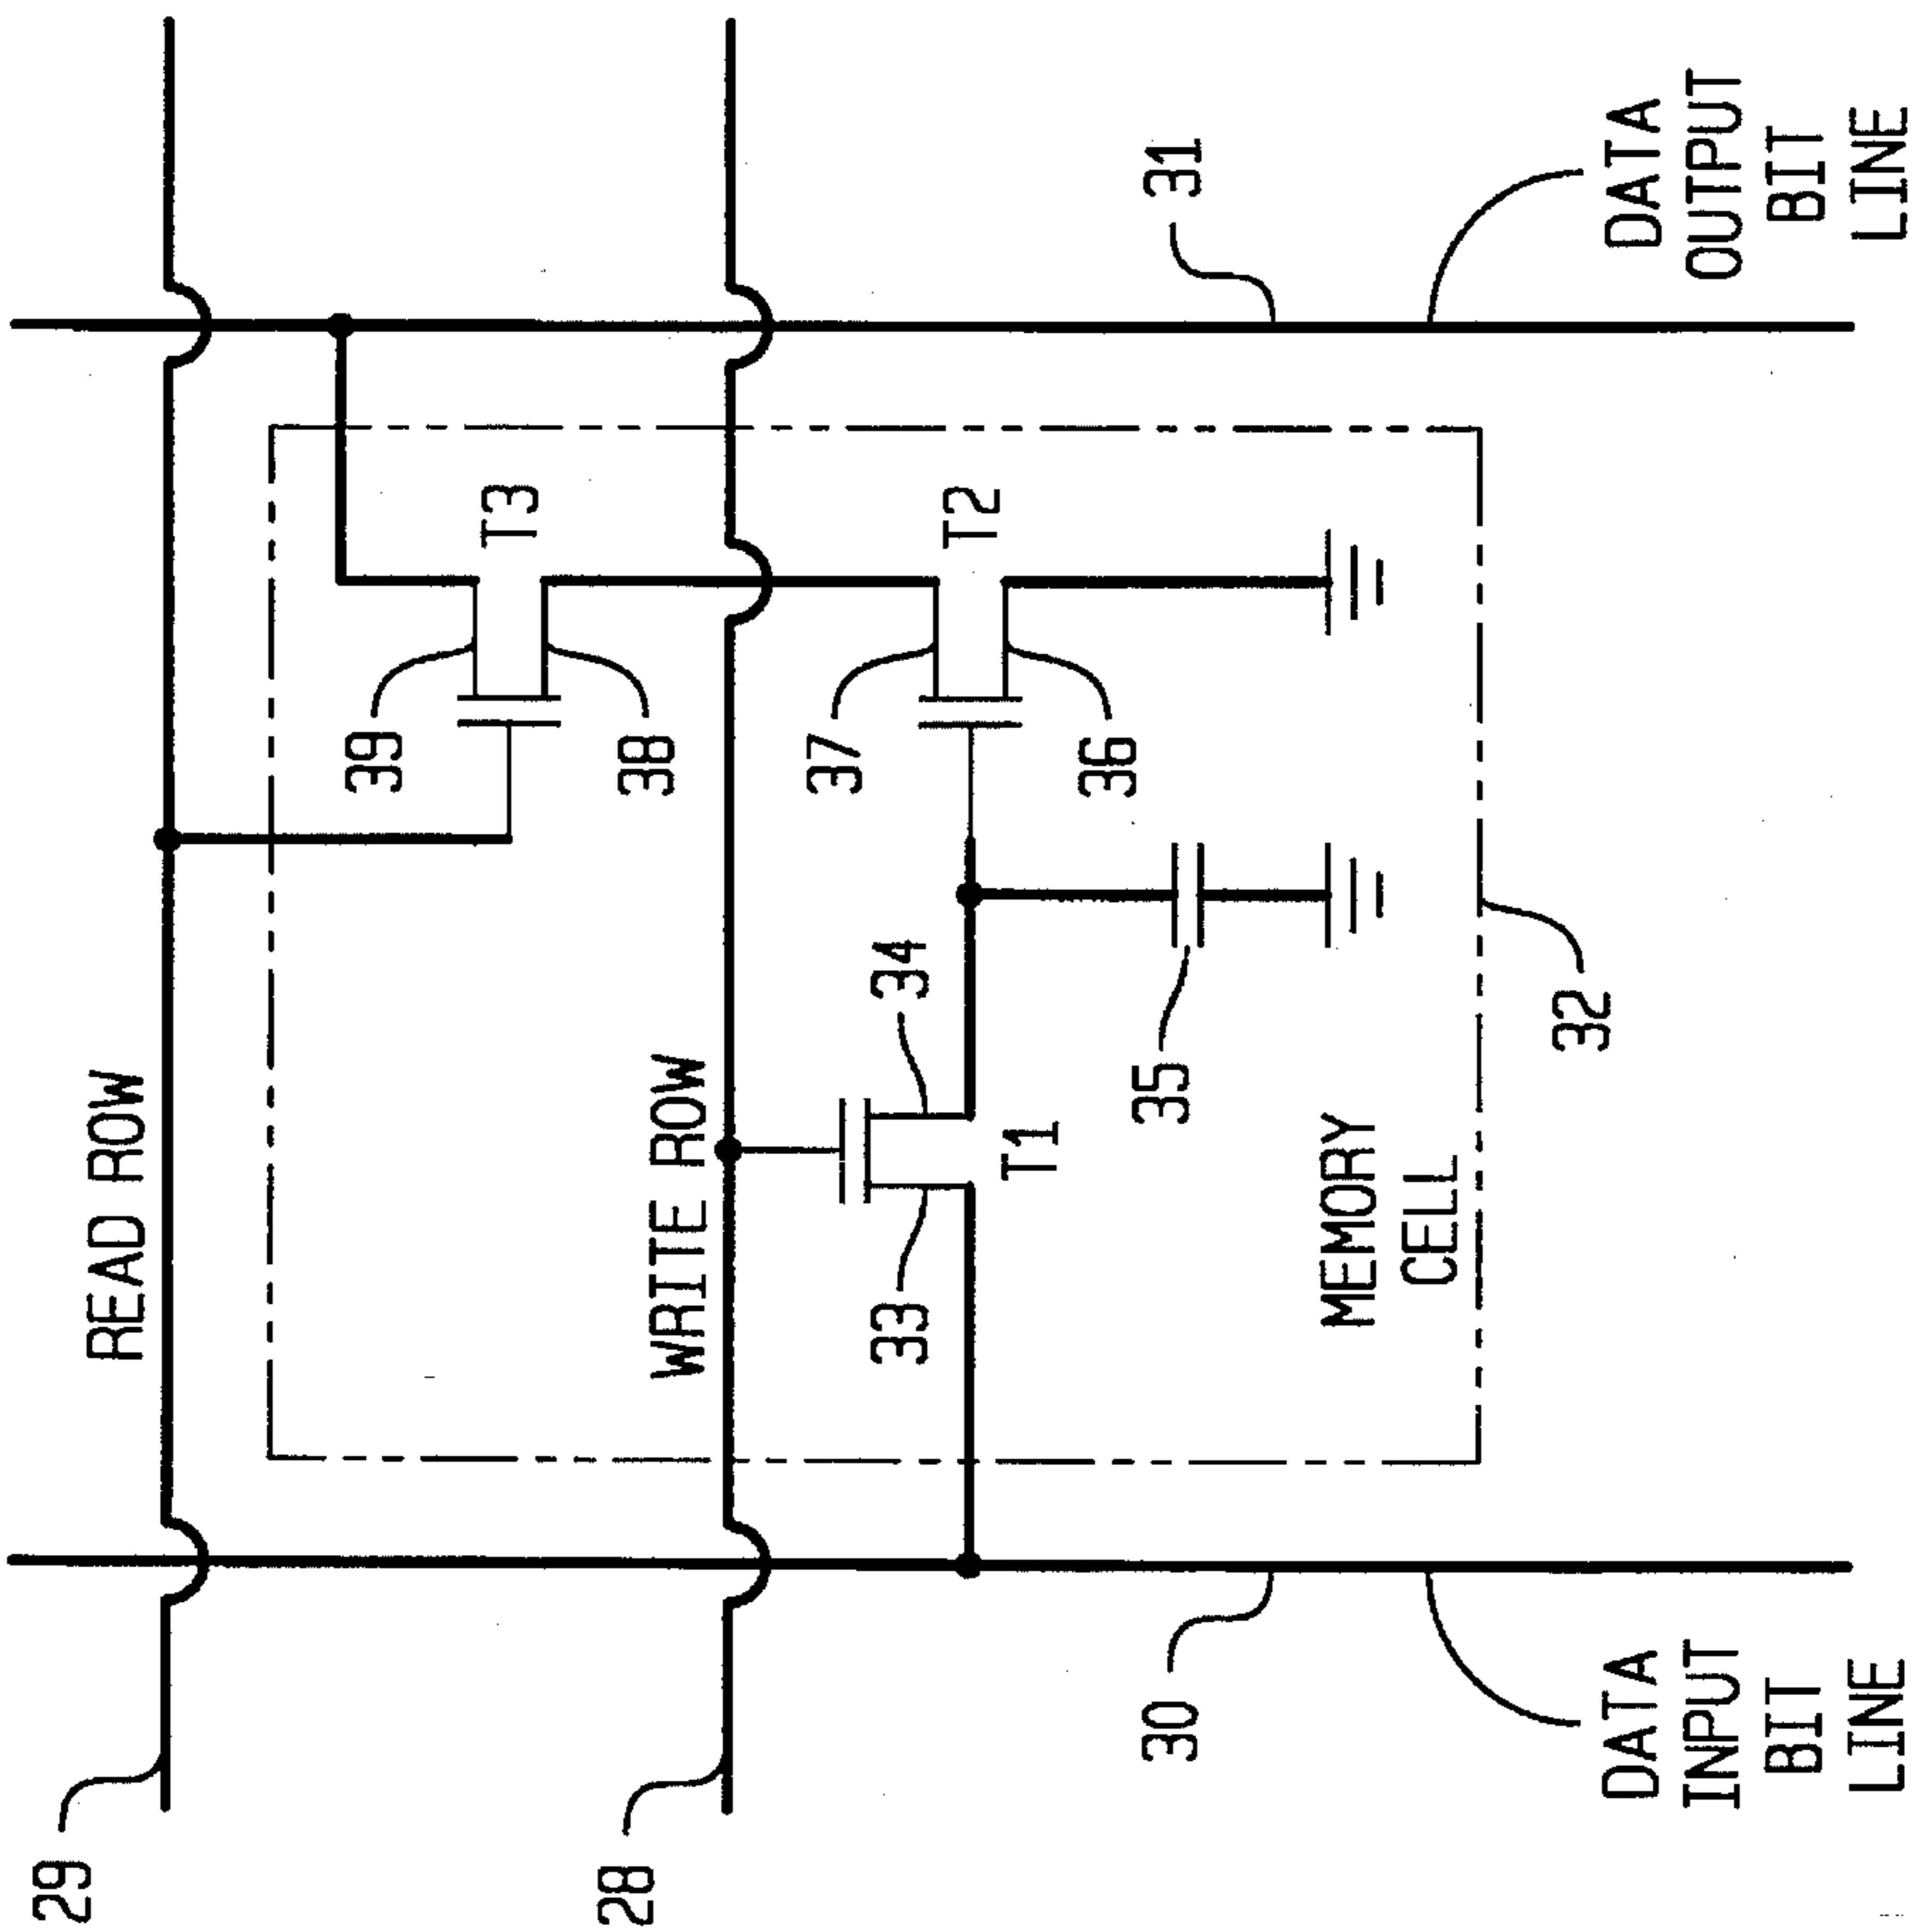 29
READ ROW
39
T3
38
28
WRITE ROW
37
T2
36
33
34
T1
35
30
31
MEMORY
CELL
32
DATA
INPUT
BIT
LINE
DATA
OUTPUT
BIT
LINE